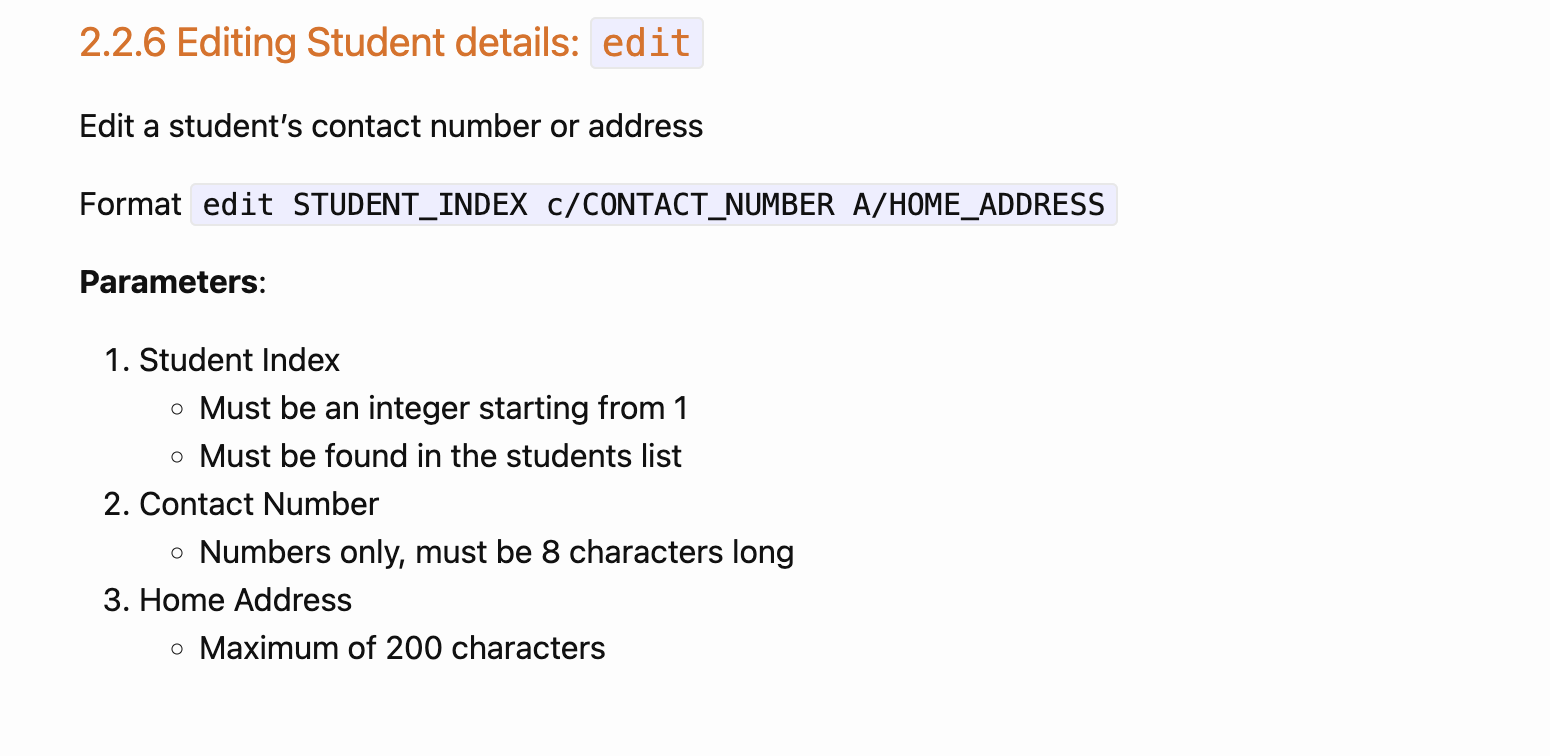 2.2.6 Editing Student details: edit
Edit a student’s contact number or address
Format edit STUDENT_INDEX c/CONTACT_NUMBER A/HOME_ADDRESS
Parameters:
1. Student Index
○ Must be an integer starting from 1
○ Must be found in the students list
2. Contact Number
○ Numbers only, must be 8 characters long
3. Home Address
○ Maximum of 200 characters